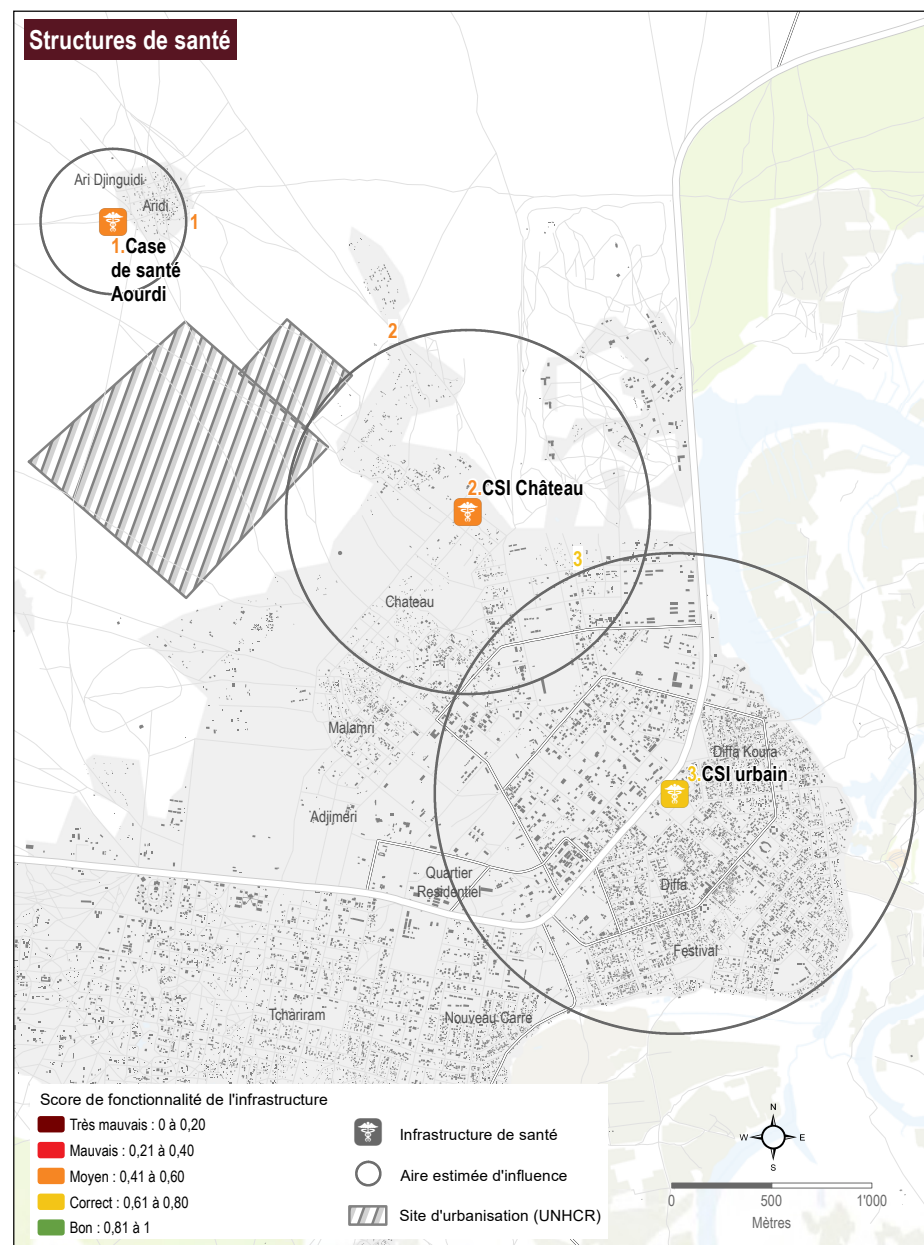 Structures de santé
Ari Djinguidi
Aridi
1
1.Case
de santé
Aourdi
2
2.CSI Château
3
Chateau
Malamri
Diffa Koura
3.CSI urbain
Adjimeri
Quartier
Residentiel
Diffa
Festival
Tchariram
Nouveau Carre
Score de fonctionnalité de l'infrastructure
Très mauvais : 0 à 0,20
Mauvais : 0,21 à 0,40
Moyen : 0,41 à 0,60
Correct : 0,61 à 0,80
Bon : 0,81 à 1
Infrastructure de santé
Aire estimée d'influence
Site d'urbanisation (UNHCR)
N
W
E
S
0 500 1'000
Mètres